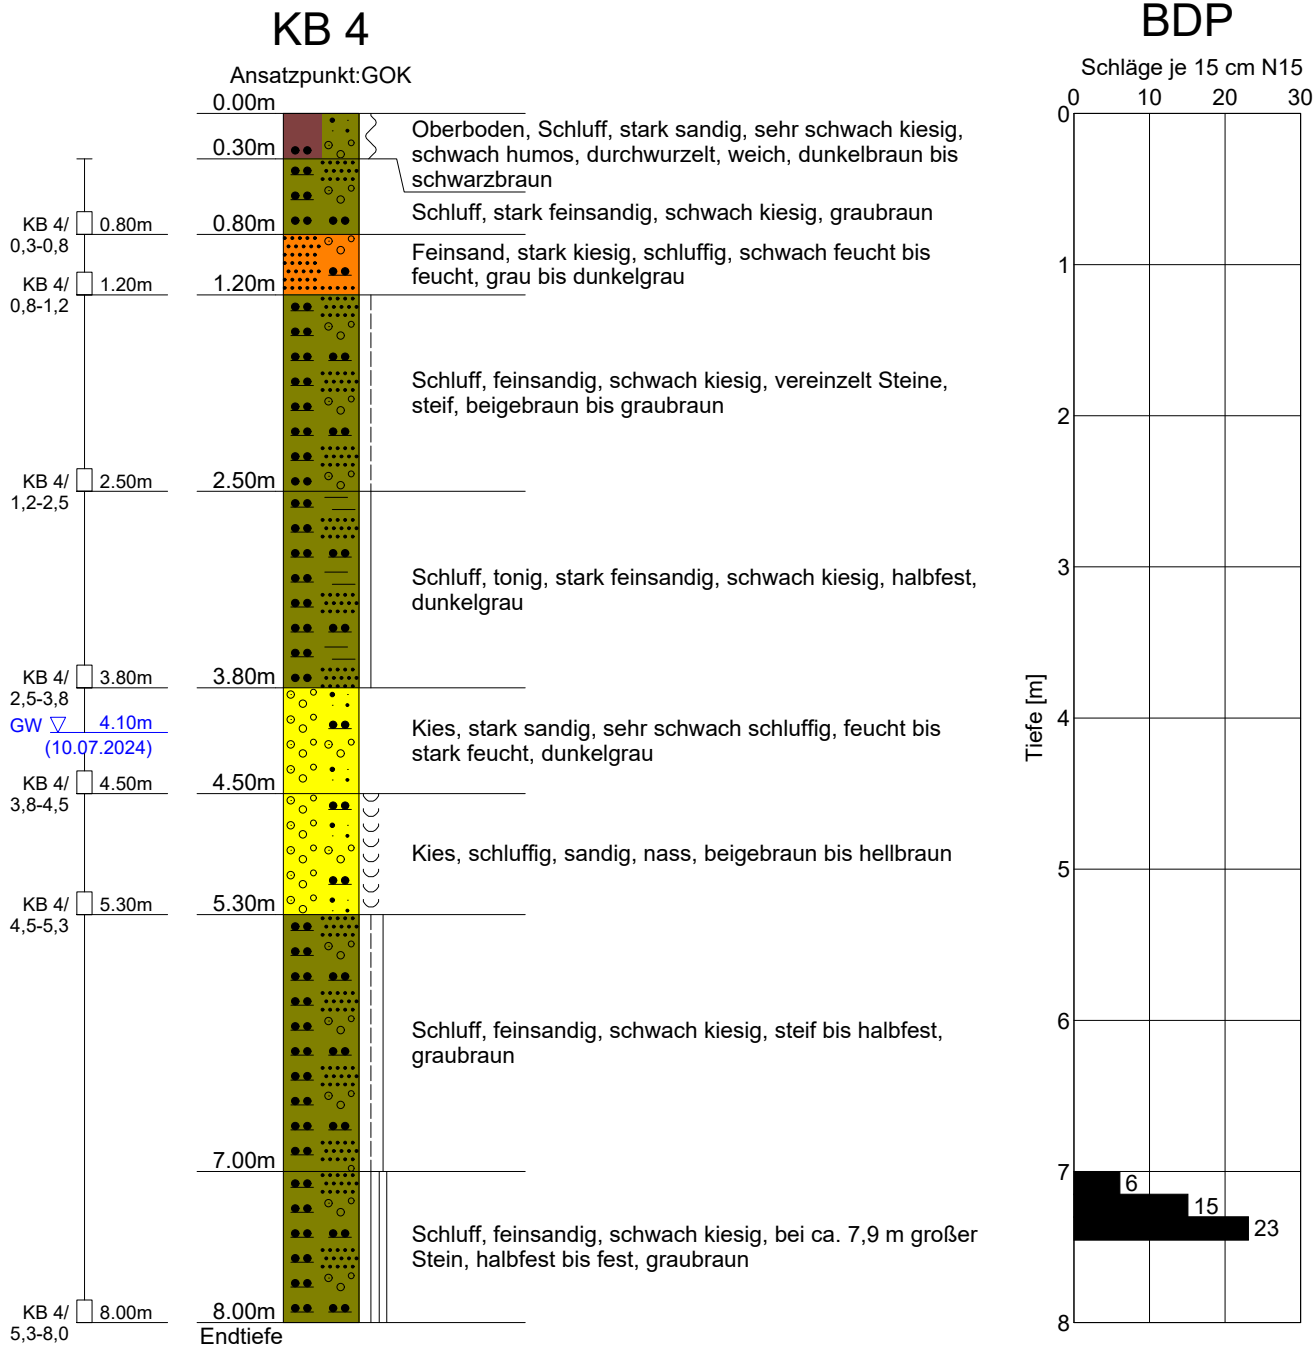 KB 4
BDP
Ansatzpunkt:GOK
Schläge je 15 cm N15
0 10 20 30
0.00m
Oberboden, Schluff, stark sandig, sehr schwach kiesig,
schwach humos, durchwurzelt, weich, dunkelbraun bis
schwarzbraun
0.30m
Schluff, stark feinsandig, schwach kiesig, graubraun
KB 4/ 0.80m
0,3-0,8
0.80m
Feinsand, stark kiesig, schluffig, schwach feucht bis
feucht, grau bis dunkelgrau
KB 4/ 1.20m
0,8-1,2
1.20m
Schluff, feinsandig, schwach kiesig, vereinzelt Steine,
steif, beigebraun bis graubraun
KB 4/ 2.50m
1,2-2,5
2.50m
Schluff, tonig, stark feinsandig, schwach kiesig, halbfest,
dunkelgrau
KB 4/ 3.80m
2,5-3,8
3.80m
GW 4.10m
(10.07.2024)
Kies, stark sandig, sehr schwach schluffig, feucht bis
stark feucht, dunkelgrau
KB 4/ 4.50m
3,8-4,5
4.50m
Kies, schluffig, sandig, nass, beigebraun bis hellbraun
KB 4/ 5.30m
4,5-5,3
5.30m
Schluff, feinsandig, schwach kiesig, steif bis halbfest,
graubraun
7.00m
Schluff, feinsandig, schwach kiesig, bei ca. 7,9 m großer
Stein, halbfest bis fest, graubraun
KB 4/ 8.00m
5,3-8,0
8.00m
Endtiefe
Tiefe [m]
0
1
2
3
4
5
6
7
8
6
15
23